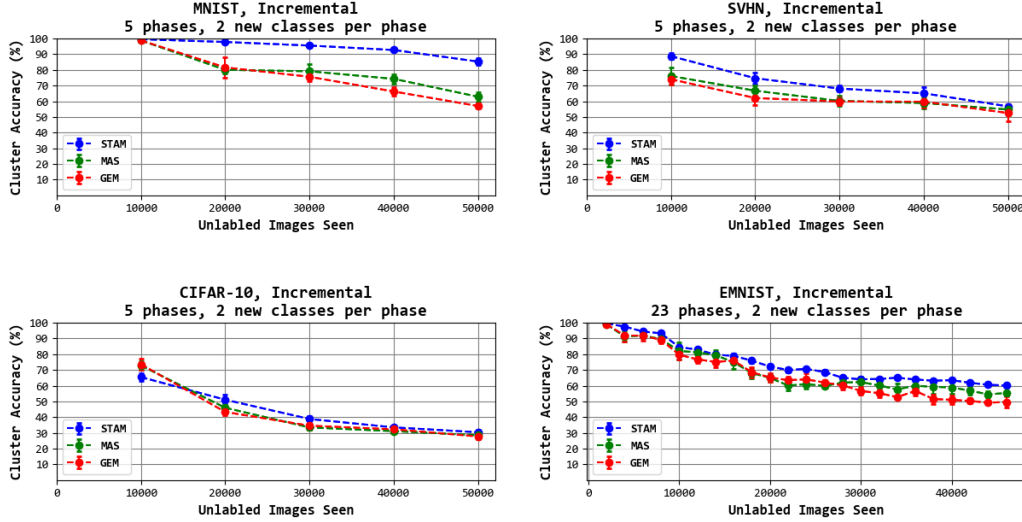 MNIST, Incremental
5 phases, 2 new classes per phase
Cluster Accuracy (%)
100
90
80
70
60
50
40
30
20
10
STAM
MAS
GEM
0
10000
20000
30000
40000
50000
Unlabled Images Seen
SVHN, Incremental
5 phases, 2 new classes per phase
Cluster Accuracy (%)
100
90
80
70
60
50
40
30
20
10
STAM
MAS
GEM
0
10000
20000
30000
40000
50000
Unlabled Images Seen
CIFAR-10, Incremental
5 phases, 2 new classes per phase
Cluster Accuracy (%)
100
90
80
70
60
50
40
30
20
10
STAM
MAS
GEM
0
10000
20000
30000
40000
50000
Unlabled Images Seen
EMNIST, Incremental
23 phases, 2 new classes per phase
Cluster Accuracy (%)
100
90
80
70
60
50
40
30
20
10
STAM
MAS
GEM
0
10000
20000
30000
40000
Unlabled Images Seen